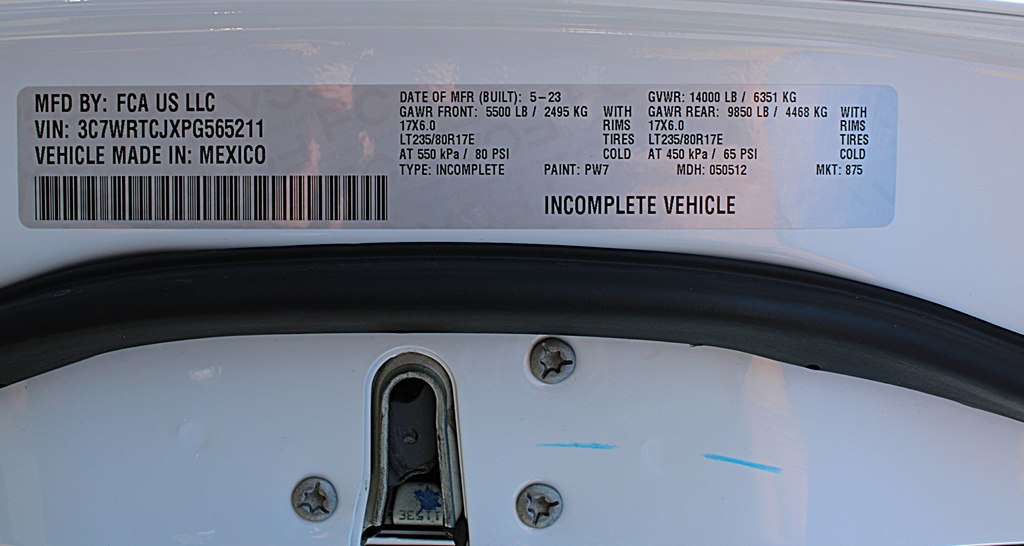 MFD BY: FCA US LLC
VIN: 3C7WRTCJXPG565211
VEHICLE MADE IN: MEXICO
DATE OF MFR (BUILT): 5-23 GVWR: 14000 LB / 6351 KG
GAWR FRONT: 5500 LB / 2495 KG WITH GAWR REAR: 9850 LB / 4468 KG WITH
17X6.0 RIMS 17X6.0 RIMS
LT235/80R17E TIRES LT235/80R17E TIRES
AT 550 kPa / 80 PSI COLD AT 450 kPa / 65 PSI COLD
TYPE: INCOMPLETE PAINT: PW7 MDH: 050512 MKT: 875
INCOMPLETE VEHICLE